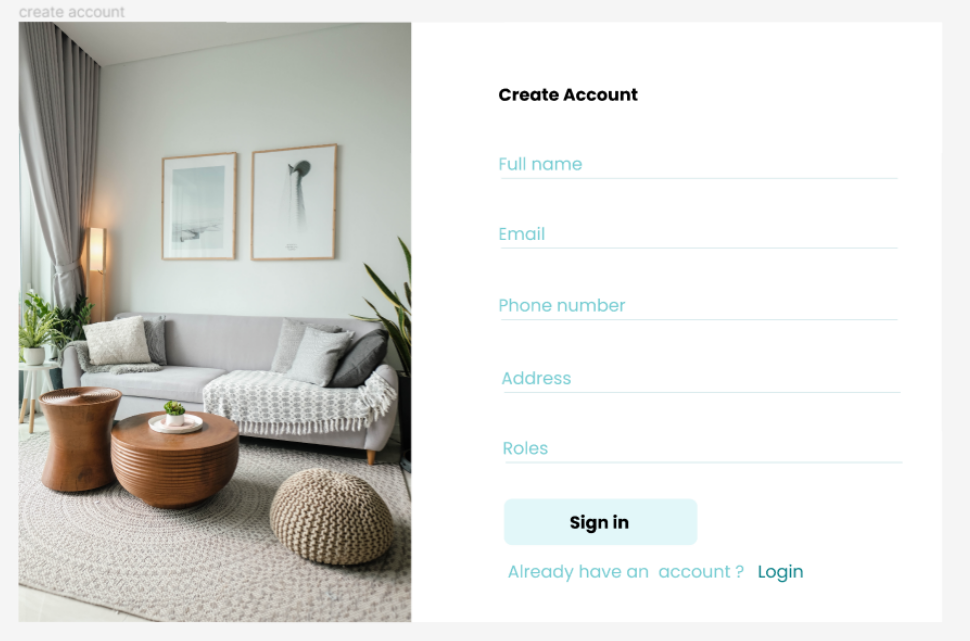 create account
Create Account
Full name
Email
Phone number
Address
Roles
Sign in
Already have an account ? Login